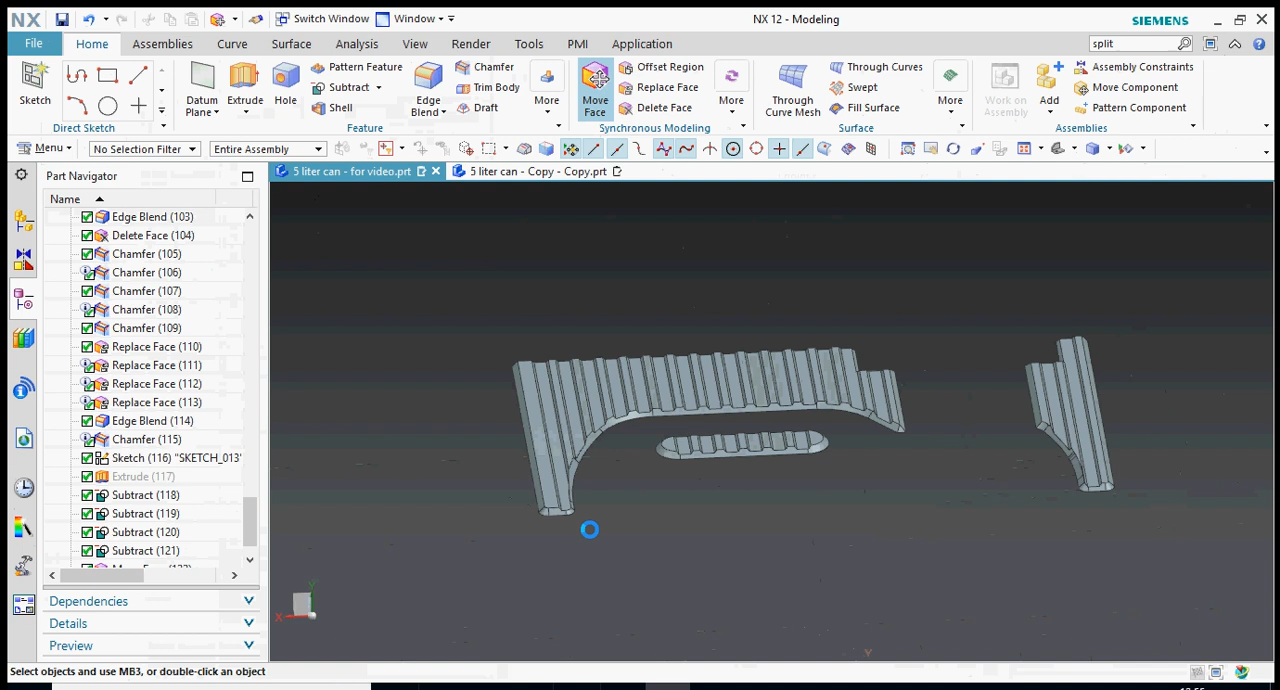 NX
Switch Window
Window
NX 12 - Modeling
SIEMENS
File
Home
Assemblies
Curve
Surface
Analysis
View
Render
Tools
PMI
Application
split
Sketch
Direct Sketch
Datum Plane
Extrude
Hole
Pattern Feature
Subtract
Shell
Edge Blend
Chamfer
Trim Body
Draft
More
Feature
Move Face
Offset Region
Replace Face
Delete Face
More
Synchronous Modeling
Through Curve Mesh
Through Curves
Swept
Fill Surface
More
Surface
Work on Assembly
Add
Assembly Constraints
Move Component
Pattern Component
Assemblies
Menu
No Selection Filter
Entire Assembly
Part Navigator
5 liter can - for video.prt
5 liter can - Copy - Copy.prt
Name
Edge Blend (103)
Delete Face (104)
Chamfer (105)
Chamfer (106)
Chamfer (107)
Chamfer (108)
Chamfer (109)
Replace Face (110)
Replace Face (111)
Replace Face (112)
Replace Face (113)
Edge Blend (114)
Chamfer (115)
Sketch (116) "SKETCH_013"
Extrude (117)
Subtract (118)
Subtract (119)
Subtract (120)
Subtract (121)
Dependencies
Details
Preview
X
Y
Select objects and use MB3, or double-click an object